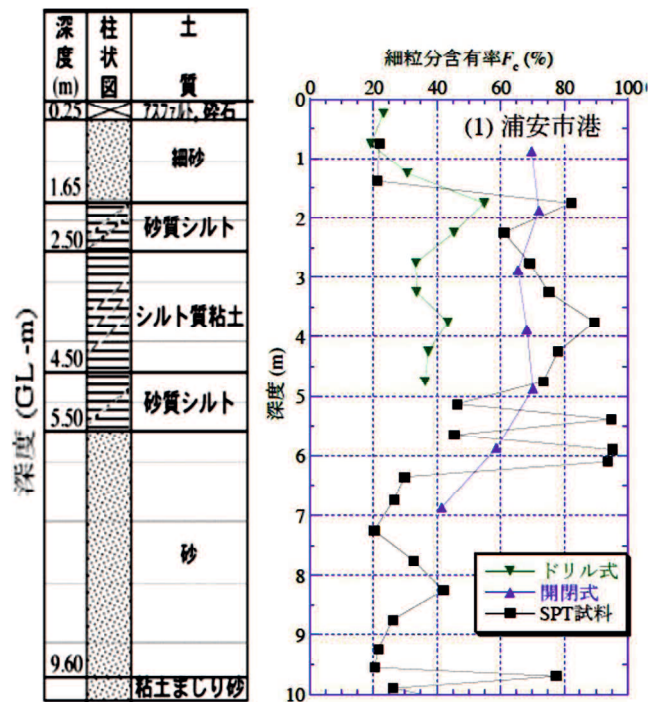 深度(m) 柱状図 土質
0.25 アスファルト, 砕石
細砂
1.65
砂質シルト
2.50
シルト質粘土
4.50
砂質シルト
5.50
砂
9.60
粘土まじり砂
深度 (GL -m)
細粒分含有率Fc (%)
0 20 40 60 80 100
(1) 浦安市港
0
1
2
3
4
5
6
7
8
9
10
深度 (m)
ドリル式
開閉式
SPT試料